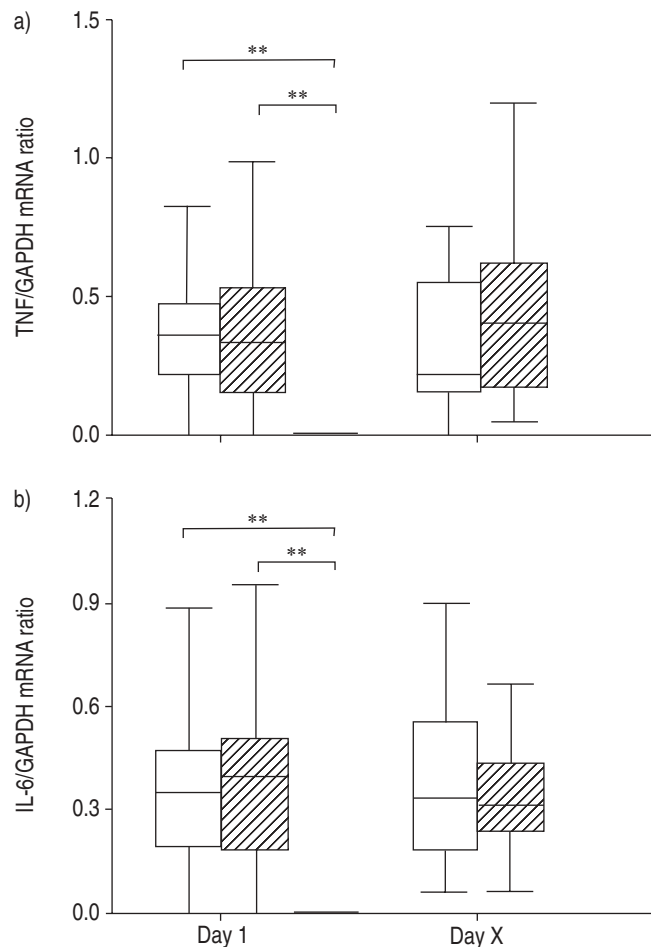 a)
1.5
**
**
1.0
0.5
0.0
TNF/GAPDH mRNA ratio
b)
1.2
**
**
0.9
0.6
0.3
0.0
IL-6/GAPDH mRNA ratio
Day 1 Day X